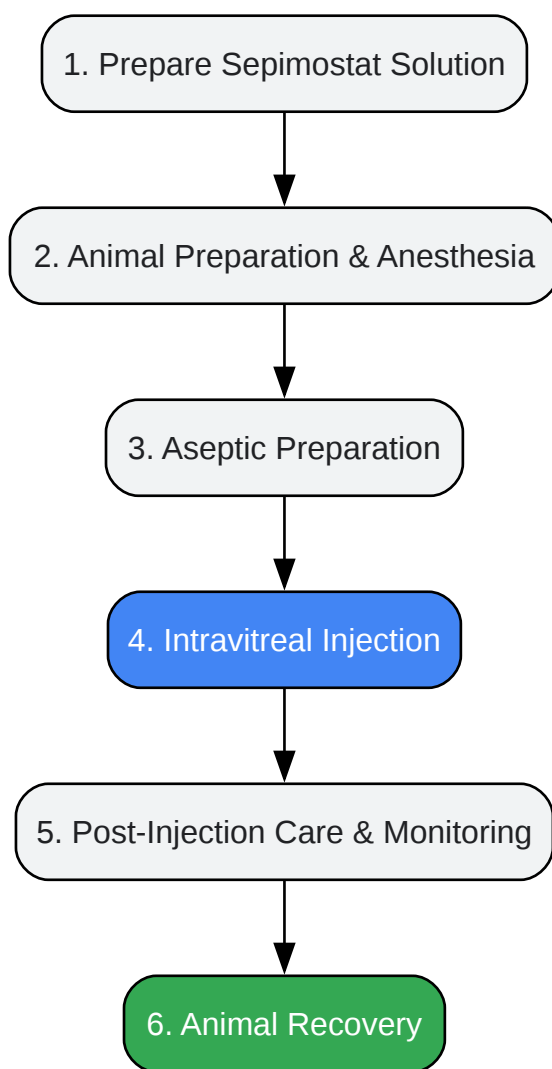 1. Prepare Sepimostat Solution
2. Animal Preparation & Anesthesia
3. Aseptic Preparation
4. Intravitreal Injection
5. Post-Injection Care & Monitoring
6. Animal Recovery